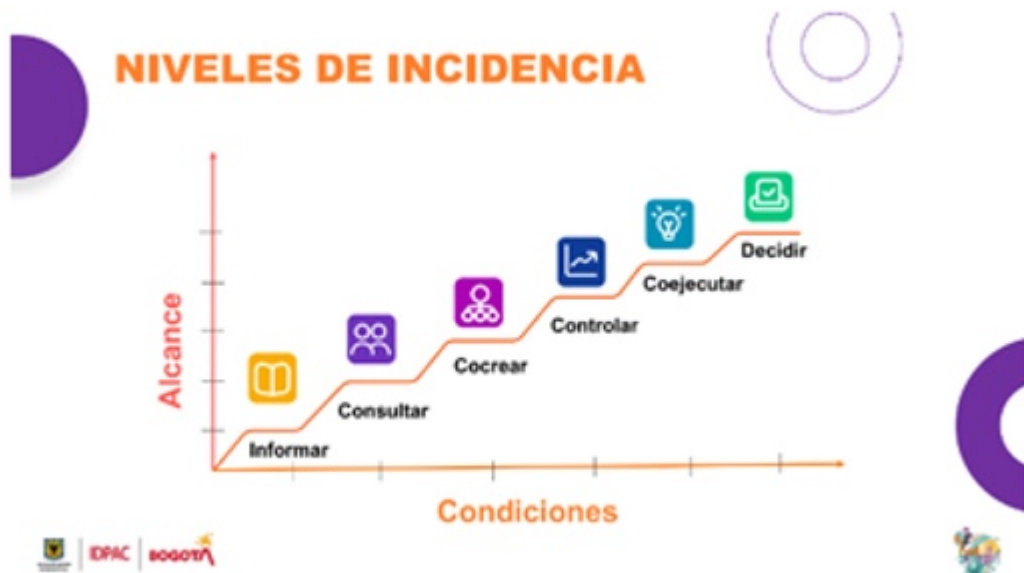 NIVELES DE INCIDENCIA
Alcance
Informar
Consultar
Cocrear
Controlar
Coejecutar
Decidir
Condiciones
IDPAC
BOGOTÁ